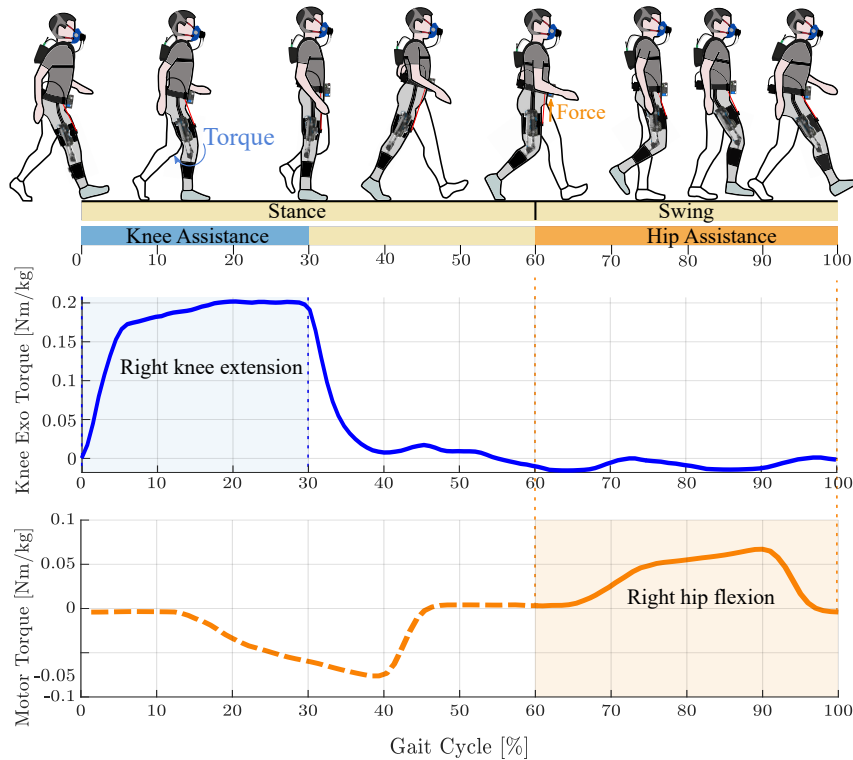 Torque
Force
Stance Swing
Knee Assistance Hip Assistance
0 10 20 30 40 50 60 70 80 90 100
Knee Exo Torque [Nm/kg]
0.2
0.15
0.1
0.05
0
Right knee extension
0 10 20 30 40 50 60 70 80 90 100
Motor Torque [Nm/kg]
0.1
0.05
0
-0.05
-0.1
Right hip flexion
0 10 20 30 40 50 60 70 80 90 100
Gait Cycle [%]